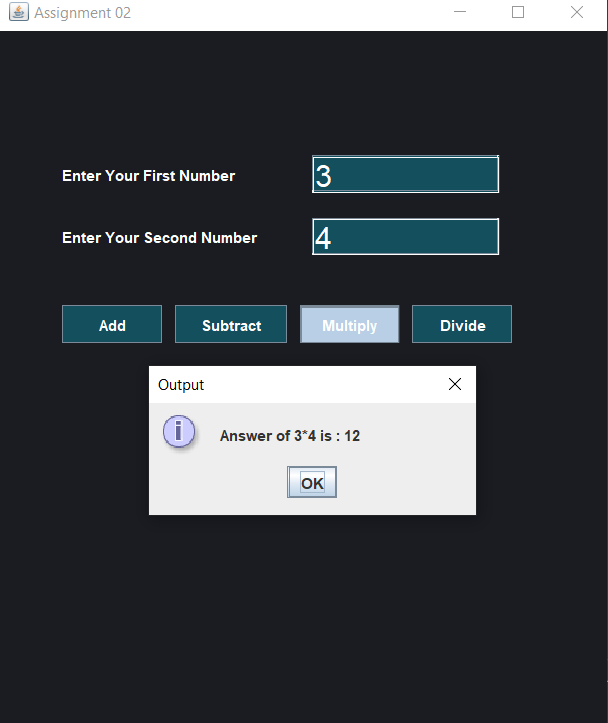 Assignment 02
Enter Your First Number 3
Enter Your Second Number 4
Add Subtract Multiply Divide
Output
i Answer of 3*4 is : 12
OK